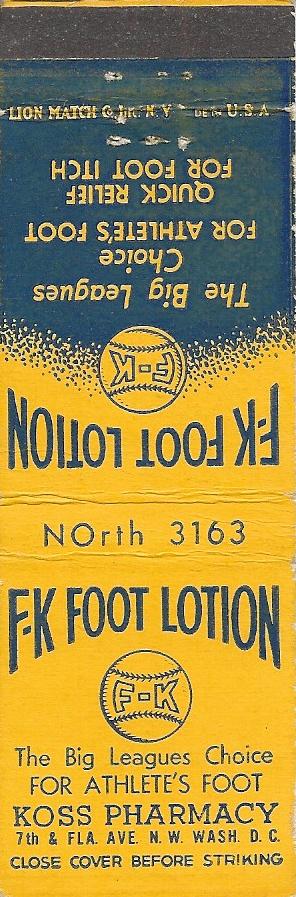 LION MATCH C INC. N.Y U.S.A
FOR FOOT ITCH
QUICK RELIEF
FOR ATHLETE'S FOOT
Choice
The Big Leagues
F-K
F-K FOOT LOTION
NOrth 3163
F-K FOOT LOTION
F-K
The Big Leagues Choice
FOR ATHLETE'S FOOT
KOSS PHARMACY
7th & FLA. AVE. N.W. WASH. D.C.
CLOSE COVER BEFORE STRIKING